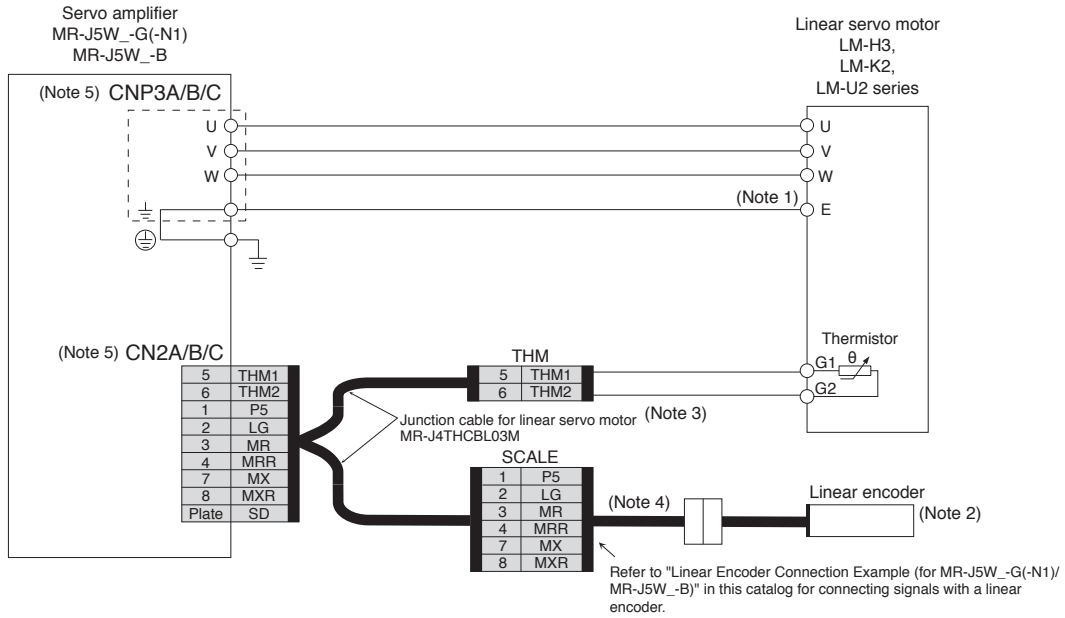 Servo amplifier
MR-J5W_-G(-N1)
MR-J5W_-B
Linear servo motor
LM-H3,
LM-K2,
LM-U2 series
(Note 5) CNP3A/B/C
U
V
W
U
V
W
(Note 1)
E
(Note 5) CN2A/B/C
5 THM1
6 THM2
1 P5
2 LG
3 MR
4 MRR
7 MX
8 MXR
Plate SD
THM
5 THM1
6 THM2
(Note 3)
Thermistor
G1 θ
G2
Junction cable for linear servo motor
MR-J4THCBL03M
SCALE
1 P5
2 LG
3 MR
4 MRR
7 MX
8 MXR
(Note 4)
Linear encoder
(Note 2)
Refer to "Linear Encoder Connection Example (for MR-J5W_-G(-N1)/
MR-J5W_-B)" in this catalog for connecting signals with a linear
encoder.